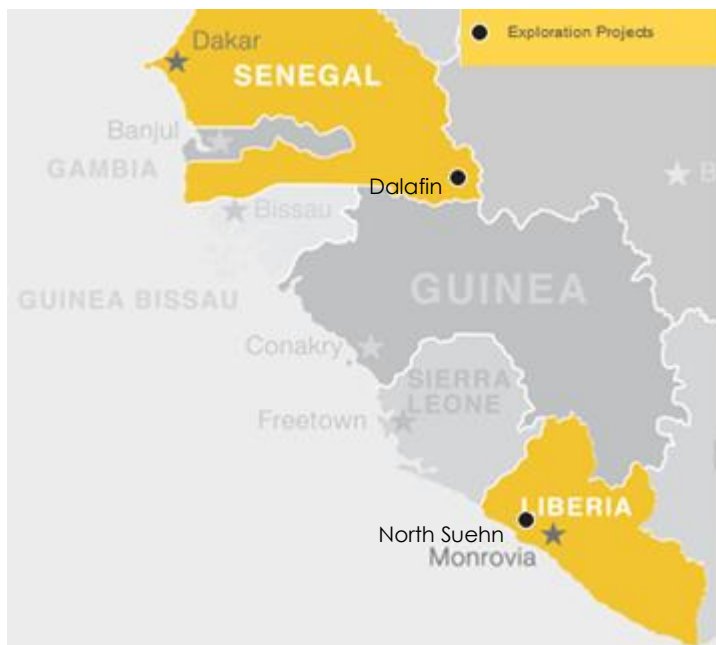 Exploration Projects
Dakar
SENEGAL
Banjul
GAMBIA
Dalafin
B
Bissau
GUINEA BISSAU
GUINEA
Conakry
SIERRA
LEONE
Freetown
LIBERIA
North Suehn
Monrovia